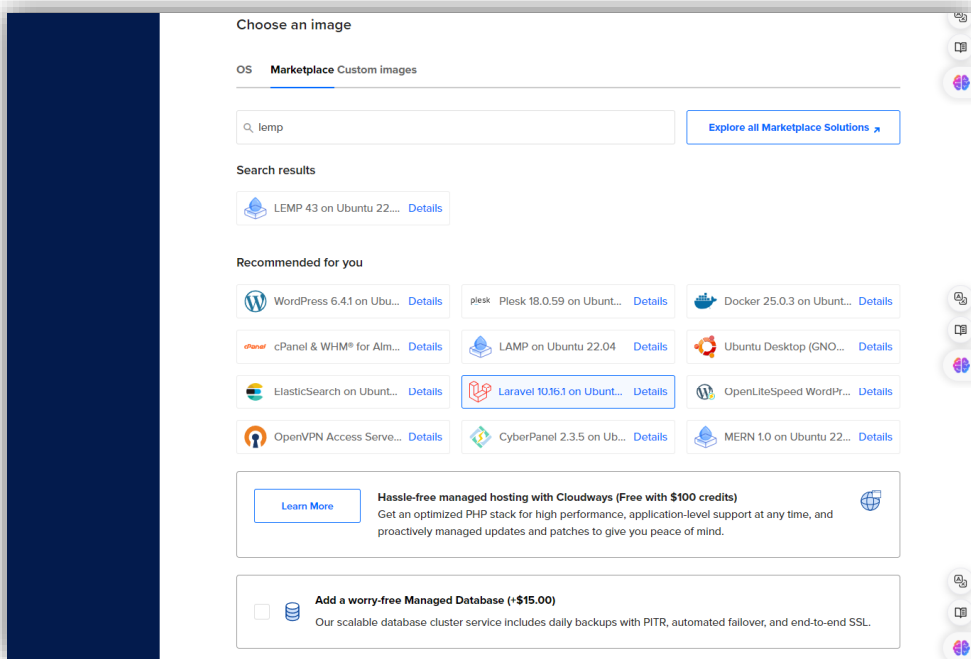 Choose an image
OS Marketplace Custom images
lemp
Explore all Marketplace Solutions
Search results
LEMP 43 on Ubuntu 22.... Details
Recommended for you
WordPress 6.4.1 on Ubu... Details
plesk Plesk 18.0.59 on Ubunt... Details
Docker 25.0.3 on Ubunt... Details
cPanel cPanel & WHM® for Alm... Details
LAMP on Ubuntu 22.04 Details
Ubuntu Desktop (GNO... Details
ElasticSearch on Ubunt... Details
Laravel 10.16.1 on Ubunt... Details
OpenLiteSpeed WordPr... Details
OpenVPN Access Serve... Details
CyberPanel 2.3.5 on Ub... Details
MERN 1.0 on Ubuntu 22... Details
Learn More
Hassle-free managed hosting with Cloudways (Free with $100 credits)
Get an optimized PHP stack for high performance, application-level support at any time, and
proactively managed updates and patches to give you peace of mind.
Add a worry-free Managed Database (+$15.00)
Our scalable database cluster service includes daily backups with PITR, automated failover, and end-to-end SSL.